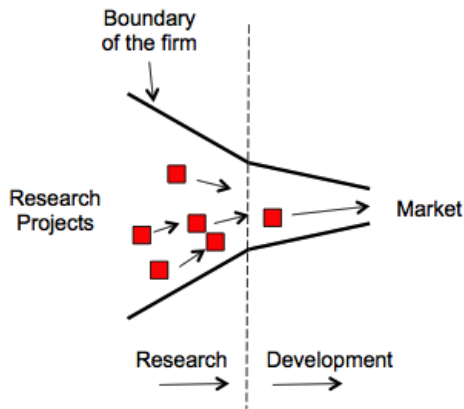 Boundary
of the firm
Research
Projects
Market
Research
Development